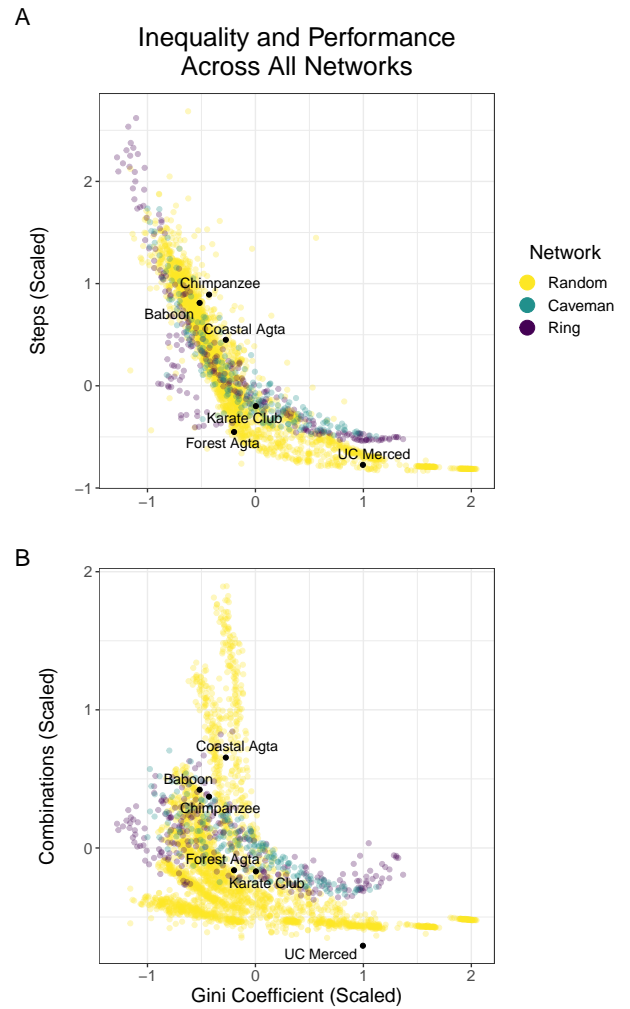 A
Inequality and Performance
Across All Networks
Steps (Scaled)
2
1
0
−1
−1
0
1
2
Chimpanzee
Baboon
Coastal Agta
Karate Club
Forest Agta
UC Merced
Network
Random
Caveman
Ring
B
Combinations (Scaled)
2
1
0
Coastal Agta
Baboon
Chimpanzee
Forest Agta
Karate Club
UC Merced
−1
0
1
2
Gini Coefficient (Scaled)